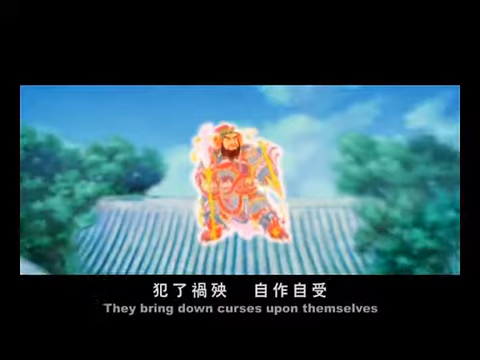 犯了禍殃 自作自受
They bring down curses upon themselves